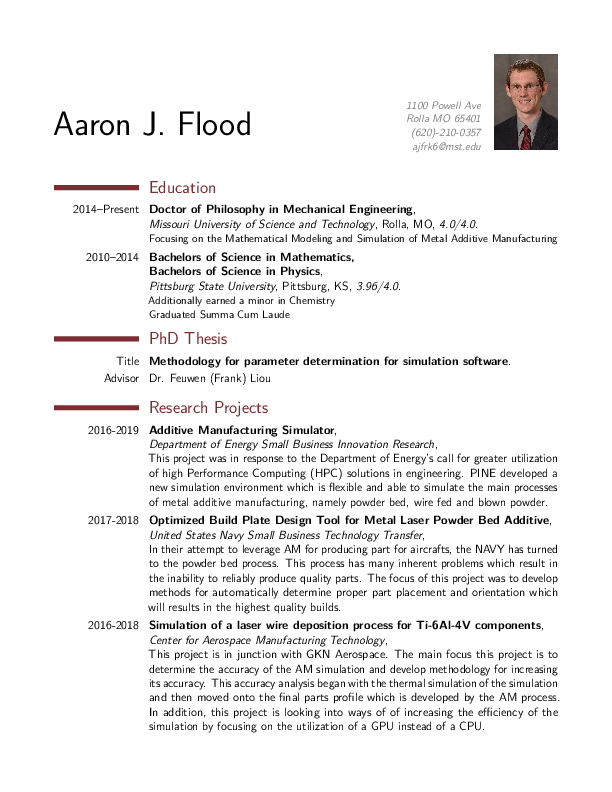 Aaron J. Flood
1100 Powell Ave
Rolla MO 65401
(620)-210-0357
ajfrk6@mst.edu
Education
2014–Present Doctor of Philosophy in Mechanical Engineering,
Missouri University of Science and Technology, Rolla, MO, 4.0/4.0.
Focusing on the Mathematical Modeling and Simulation of Metal Additive Manufacturing
2010–2014 Bachelors of Science in Mathematics,
Bachelors of Science in Physics,
Pittsburg State University, Pittsburg, KS, 3.96/4.0.
Additionally earned a minor in Chemistry
Graduated Summa Cum Laude
PhD Thesis
Title Methodology for parameter determination for simulation software.
Advisor Dr. Feuwen (Frank) Liou
Research Projects
2016-2019 Additive Manufacturing Simulator,
Department of Energy Small Business Innovation Research,
This project was in response to the Department of Energy's call for greater utilization
of high Performance Computing (HPC) solutions in engineering. PINE developed a
new simulation environment which is flexible and able to simulate the main processes
of metal additive manufacturing, namely powder bed, wire fed and blown powder.
2017-2018 Optimized Build Plate Design Tool for Metal Laser Powder Bed Additive,
United States Navy Small Business Technology Transfer,
In their attempt to leverage AM for producing part for aircrafts, the NAVY has turned
to the powder bed process. This process has many inherent problems which result in
the inability to reliably produce quality parts. The focus of this project was to develop
methods for automatically determine proper part placement and orientation which
will results in the highest quality builds.
2016-2018 Simulation of a laser wire deposition process for Ti-6Al-4V components,
Center for Aerospace Manufacturing Technology,
This project is in junction with GKN Aerospace. The main focus this project is to
determine the accuracy of the AM simulation and develop methodology for increasing
its accuracy. This accuracy analysis began with the thermal simulation of the simulation
and then moved onto the final parts profile which is developed by the AM process.
In addition, this project is looking into ways of of increasing the efficiency of the
simulation by focusing on the utilization of a GPU instead of a CPU.